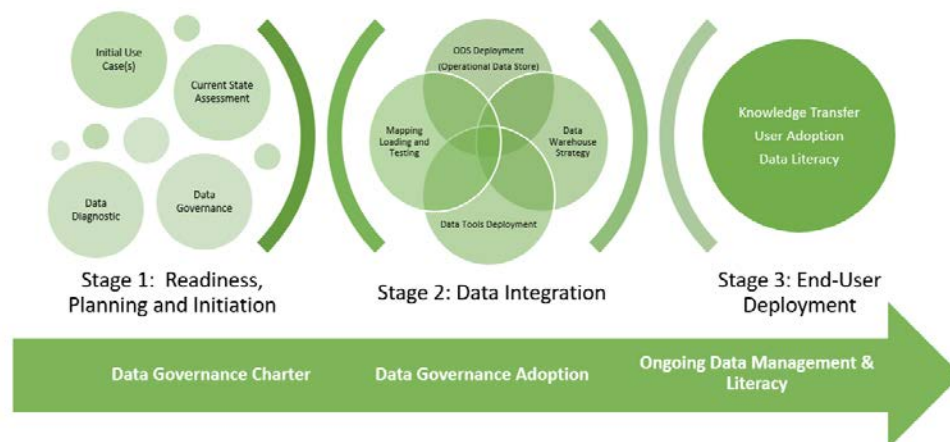 Initial Use
Case(s)
Current State
Assessment
Data
Diagnostic
Data
Governance
Stage 1:  Readiness,
Planning and Initiation
ODS Deployment
(Operational Data Store)
Mapping
Loading and
Testing
Data
Warehouse
Strategy
Data Tools Deployment
Stage 2: Data Integration
Knowledge Transfer
User Adoption
Data Literacy
Stage 3: End-User
Deployment
Data Governance Charter
Data Governance Adoption
Ongoing Data Management &
Literacy